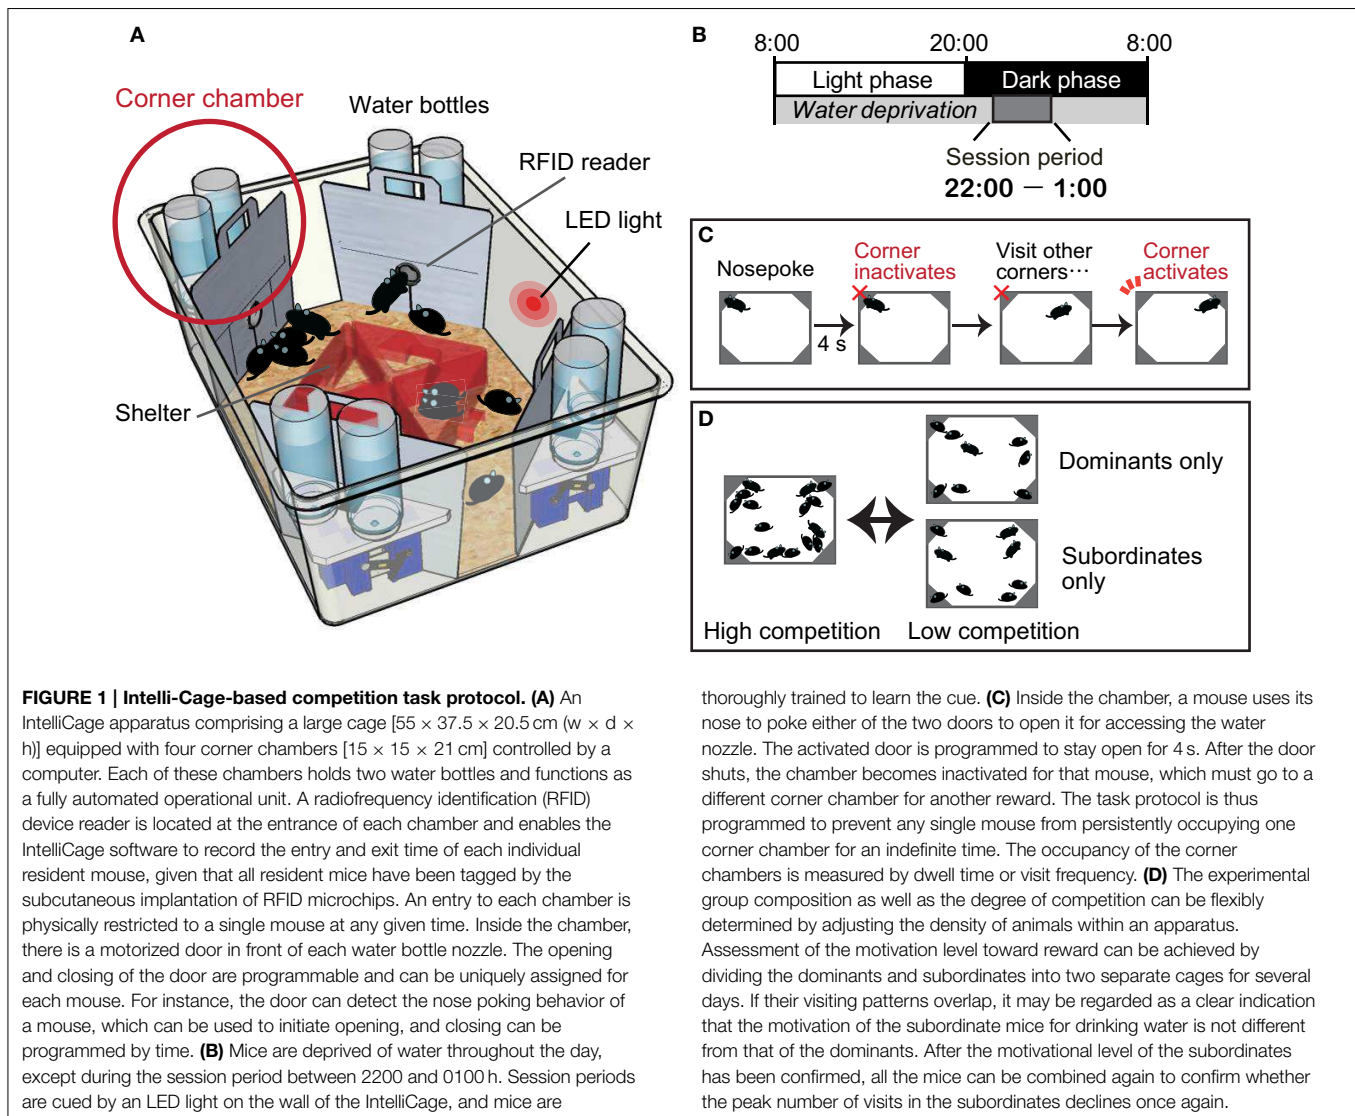 A
Corner chamber
Water bottles
RFID reader
LED light
Shelter
B
8:00 20:00 8:00
Light phase Dark phase
Water deprivation
Session period
22:00 — 1:00
C
Nosepoke
Corner
inactivates
Visit other
corners···
Corner
activates
4 s
D
Dominants only
Subordinates
only
High competition Low competition
FIGURE 1 | Intelli-Cage-based competition task protocol. (A) An
IntelliCage apparatus comprising a large cage [55 × 37.5 × 20.5 cm (w × d ×
h)] equipped with four corner chambers [15 × 15 × 21 cm] controlled by a
computer. Each of these chambers holds two water bottles and functions as
a fully automated operational unit. A radiofrequency identification (RFID)
device reader is located at the entrance of each chamber and enables the
IntelliCage software to record the entry and exit time of each individual
resident mouse, given that all resident mice have been tagged by the
subcutaneous implantation of RFID microchips. An entry to each chamber is
physically restricted to a single mouse at any given time. Inside the chamber,
there is a motorized door in front of each water bottle nozzle. The opening
and closing of the door are programmable and can be uniquely assigned for
each mouse. For instance, the door can detect the nose poking behavior of
a mouse, which can be used to initiate opening, and closing can be
programmed by time. (B) Mice are deprived of water throughout the day,
except during the session period between 2200 and 0100 h. Session periods
are cued by an LED light on the wall of the IntelliCage, and mice are
thoroughly trained to learn the cue. (C) Inside the chamber, a mouse uses its
nose to poke either of the two doors to open it for accessing the water
nozzle. The activated door is programmed to stay open for 4 s. After the door
shuts, the chamber becomes inactivated for that mouse, which must go to a
different corner chamber for another reward. The task protocol is thus
programmed to prevent any single mouse from persistently occupying one
corner chamber for an indefinite time. The occupancy of the corner
chambers is measured by dwell time or visit frequency. (D) The experimental
group composition as well as the degree of competition can be flexibly
determined by adjusting the density of animals within an apparatus.
Assessment of the motivation level toward reward can be achieved by
dividing the dominants and subordinates into two separate cages for several
days. If their visiting patterns overlap, it may be regarded as a clear indication
that the motivation of the subordinate mice for drinking water is not different
from that of the dominants. After the motivational level of the subordinates
has been confirmed, all the mice can be combined again to confirm whether
the peak number of visits in the subordinates declines once again.